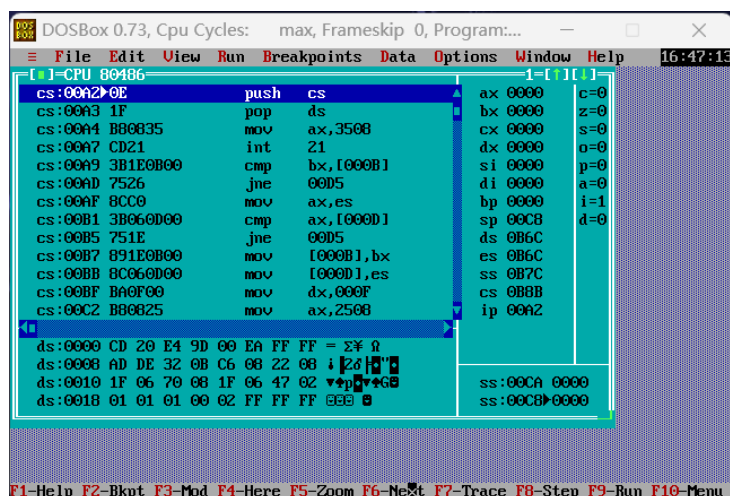 DOSBox 0.73, Cpu Cycles: max, Frameskip 0, Program:...
≡ File Edit View Run Breakpoints Data Options Window Help 16:47:13
[■]=CPU 80486 1=[↑][↓]
cs:00A2►0E push cs ax 0000 c=0
cs:00A3 1F pop ds bx 0000 z=0
cs:00A4 B80835 mov ax,3508 cx 0000 s=0
cs:00A7 CD21 int 21 dx 0000 o=0
cs:00A9 3B1E0B00 cmp bx,[000B] si 0000 p=0
cs:00AD 7526 jne 00D5 di 0000 a=0
cs:00AF 8CC0 mov ax,es bp 0000 i=1
cs:00B1 3B060D00 cmp ax,[000D] sp 00C8 d=0
cs:00B5 751E jne 00D5 ds 0B6C
cs:00B7 891E0B00 mov [000B],bx es 0B6C
cs:00BB 8C060D00 mov [000D],es ss 0B7C
cs:00BF BA0F00 mov dx,000F cs 0B8B
cs:00C2 B80825 mov ax,2508 ip 00A2
ds:0000 CD 20 E4 9D 00 EA FF FF = Σ¥ Ω
ds:0008 AD DE 32 0B C6 08 22 08
ds:0010 1F 06 70 08 1F 06 47 02 ss:00CA 0000
ds:0018 01 01 01 00 02 FF FF FF ss:00C8►0000
F1-Help F2-Bkpt F3-Mod F4-Here F5-Zoom F6-Next F7-Trace F8-Step F9-Run F10-Menu